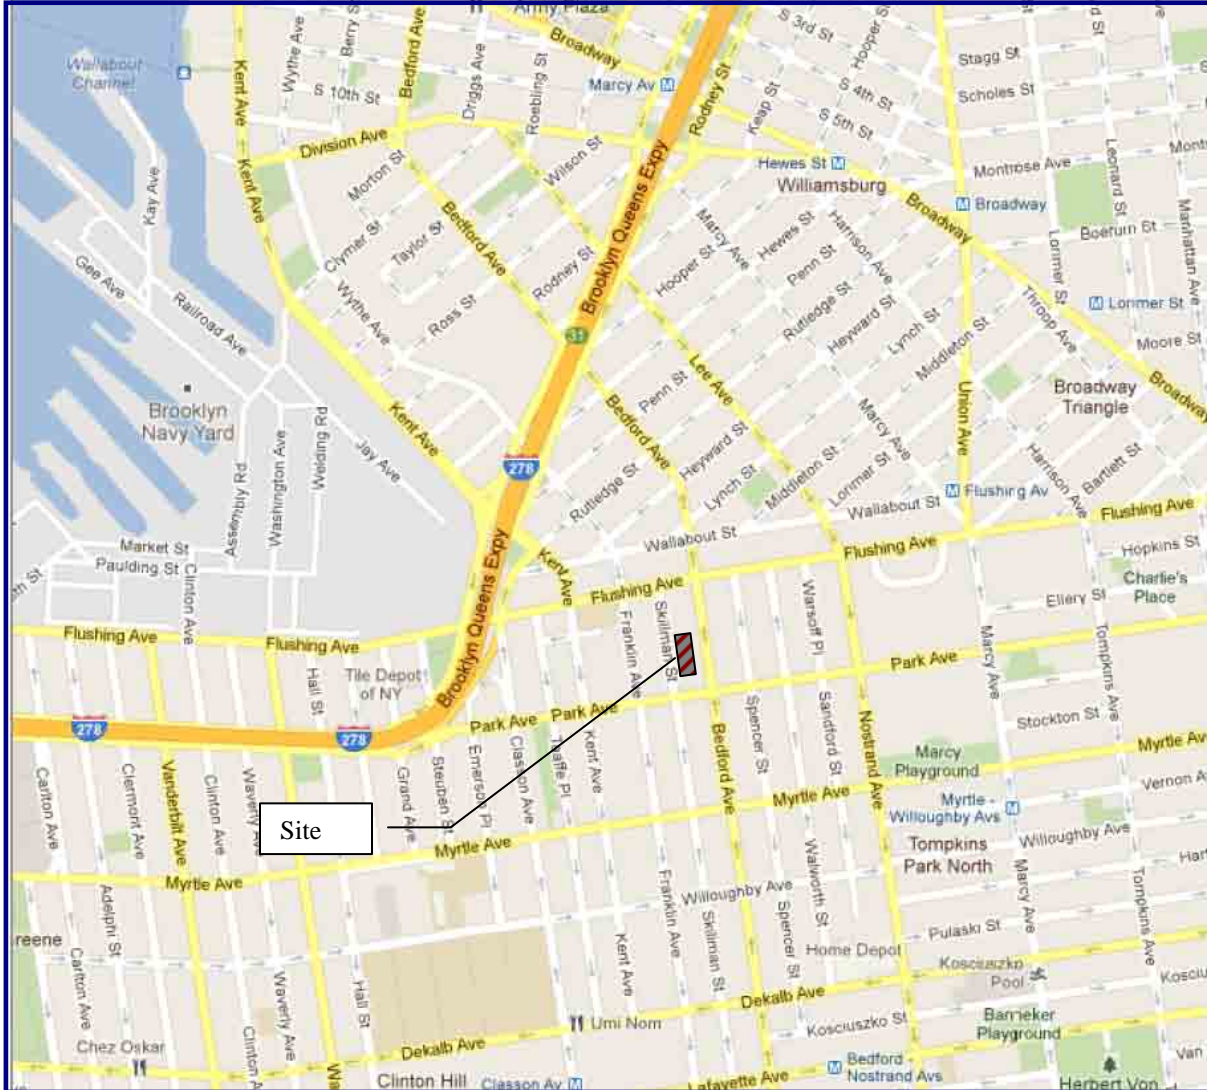 Army Plaza
Broadway
S 3rd St
Hooper St
Stagg St
Wythe Ave
Berry St
Bedford Ave
Driggs Ave
Roebling St
Wallabout
Channel
Kent Ave
S 10th St
Marcy Av
Rodney St
Keap St
S 4th St
Scholes St
S 5th St
Division Ave
Morton St
Wilson St
Hewes St
Williamsburg
Montrose Ave
Leonard St
Manhattan Ave
Kay Ave
Kent Ave
Clymer St
Taylor St
Bedford Ave
Brooklyn Queens Expy
Marcy Ave
Hewes St
Harrison Ave
Broadway
Broadway
Lorimer St
Boerum St
Gee Ave
Railroad Ave
Wythe Ave
Ross St
Rodney St
Hooper St
Penn St
Rutledge St
Heyward St
Lynch St
Middleton St
Throop Ave
Lorimer St
Moore St
31
Brooklyn
Navy Yard
Kent Ave
Penn St
Lee Ave
Union Ave
Broadway
Triangle
Broadway
Bedford Ave
Marcy Ave
Welding Rd
Jay Ave
278
Assembly Rd
Washington Ave
Rutledge St
Heyward St
Lynch St
Middleton St
Lorimer St
Harrison Ave
Bartlett St
Flushing Av
Wallabout St
Wallabout St
Flushing Ave
Market St
Paulding St
Clinton Ave
Brooklyn Queens Expy
Kent Ave
Flushing Ave
Flushing Ave
Hopkins St
Charlie's
Place
Ellery St
Flushing Ave
Flushing Ave
Franklin Ave
Skillman St
Warsoff Pl
Marcy Ave
Tompkins Ave
Park Ave
Tile Depot
of NY
Hall St
278
278
Park Ave
Park Ave
Spencer St
Sandford St
Nostrand Ave
Stockton St
Marcy
Playground
Myrtle Av
Carlton Ave
Clermont Ave
Vanderbilt Ave
Clinton Ave
Waverly Ave
Grand Ave
Steuben St
Emerson Pl
Classon Ave
Taaffe Pl
Kent Ave
Bedford Ave
Myrtle Ave
Myrtle -
Willoughby Avs
Vernon A
Site
Myrtle Ave
Myrtle Ave
Walworth St
Tompkins
Park North
Willoughby Ave
Adelphi St
Franklin Ave
Willoughby Ave
Spencer St
Marcy Ave
Tompkins Ave
reene
Carlton Ave
Waverly Ave
Hall St
Kent Ave
Skillman St
Home Depot
Pulaski St
Kosciuszko
Pool
Dekalb Ave
Umi Nom
Kosciuszko St
Banneker
Playground
Chez Oskar
Dekalb Ave
Clinton Hill
Classon Av
Lafayette Ave
Bedford -
Nostrand Avs
Van
Herbert Von